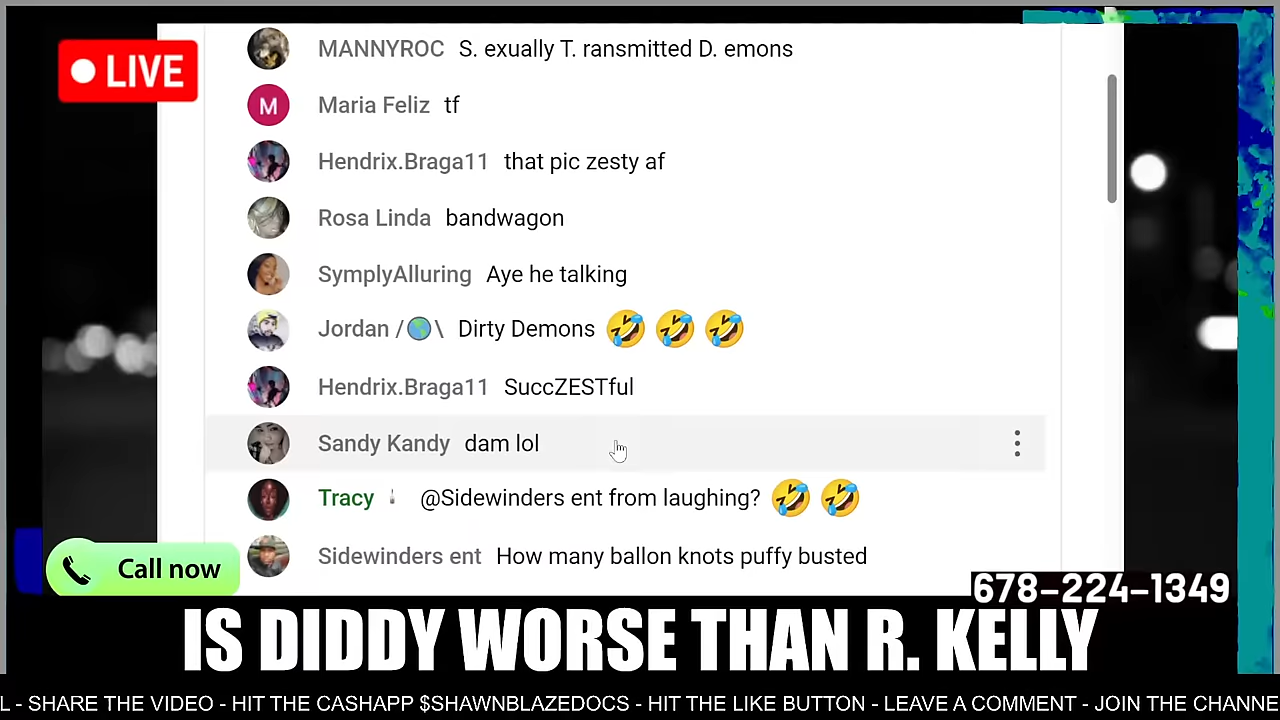 LIVE
MANNYROC S. exually T. ransmitted D. emons
M Maria Feliz tf
Hendrix.Braga11 that pic zesty af
Rosa Linda bandwagon
SymplyAlluring Aye he talking
Jordan /🌎\ Dirty Demons 🤣 🤣 🤣
Hendrix.Braga11 SuccZESTful
Sandy Kandy dam lol
Tracy @Sidewinders ent from laughing? 🤣 🤣
Sidewinders ent How many ballon knots puffy busted
Call now
678-224-1349
IS DIDDY WORSE THAN R. KELLY
L - SHARE THE VIDEO - HIT THE CASHAPP $SHAWNBLAZEDOCS - HIT THE LIKE BUTTON - LEAVE A COMMENT - JOIN THE CHANNE